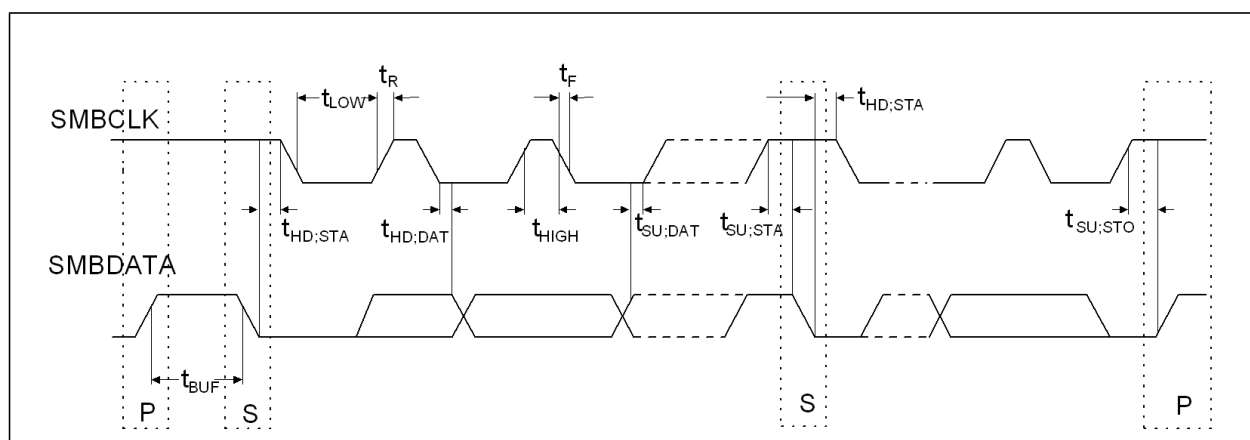 tLOW tR tF tHD;STA
SMBCLK
tHD;STA tHD;DAT tHIGH tSU;DAT tSU;STA tSU;STO
SMBDATA
tBUF
P S S P